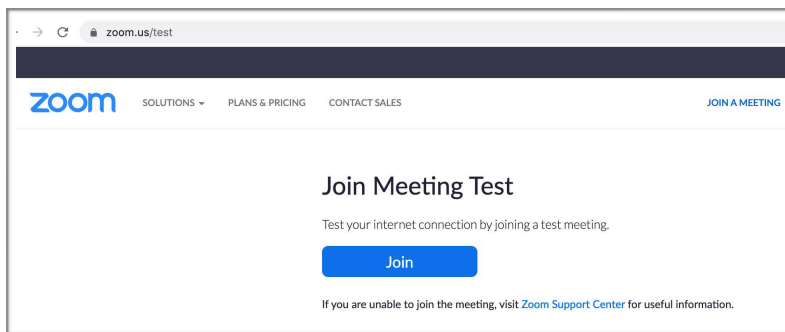 zoom.us/test
zoom SOLUTIONS PLANS & PRICING CONTACT SALES JOIN A MEETING
Join Meeting Test
Test your internet connection by joining a test meeting.
Join
If you are unable to join the meeting, visit Zoom Support Center for useful information.